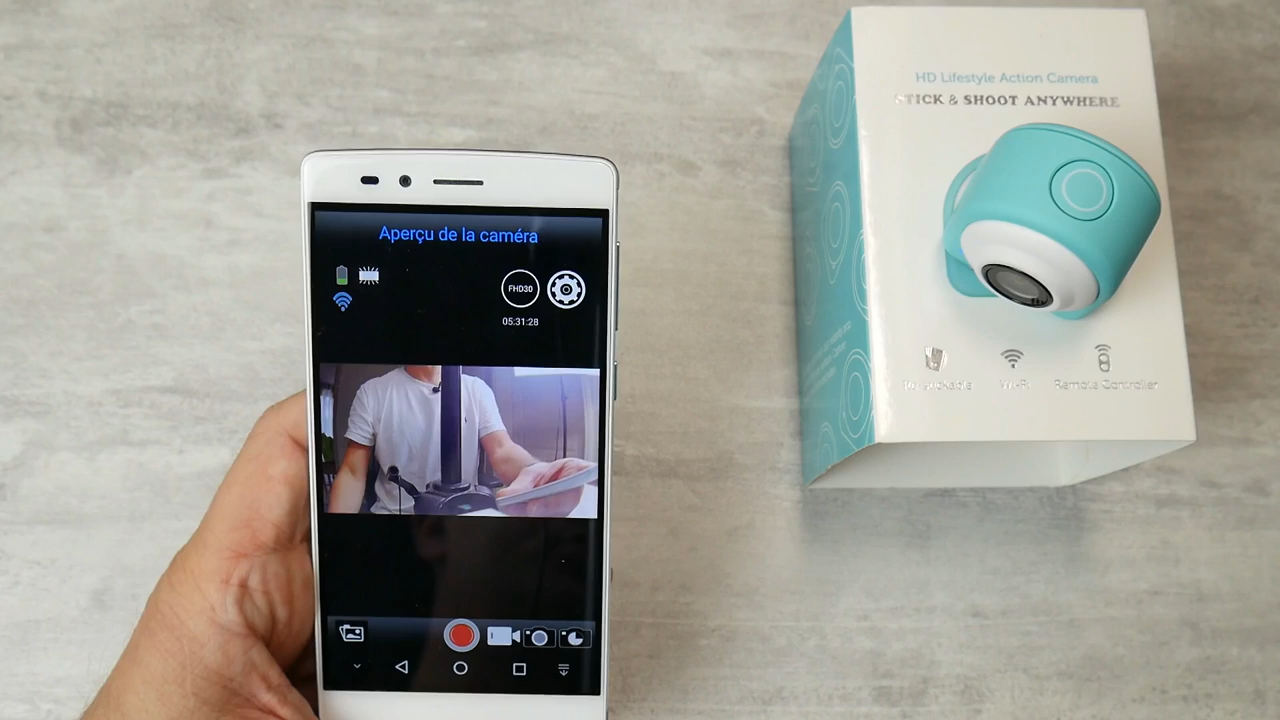 HD Lifestyle Action Camera
STICK & SHOOT ANYWHERE
Wi-Fi
Remote Controller
Aperçu de la caméra
FHD30
05:31:28